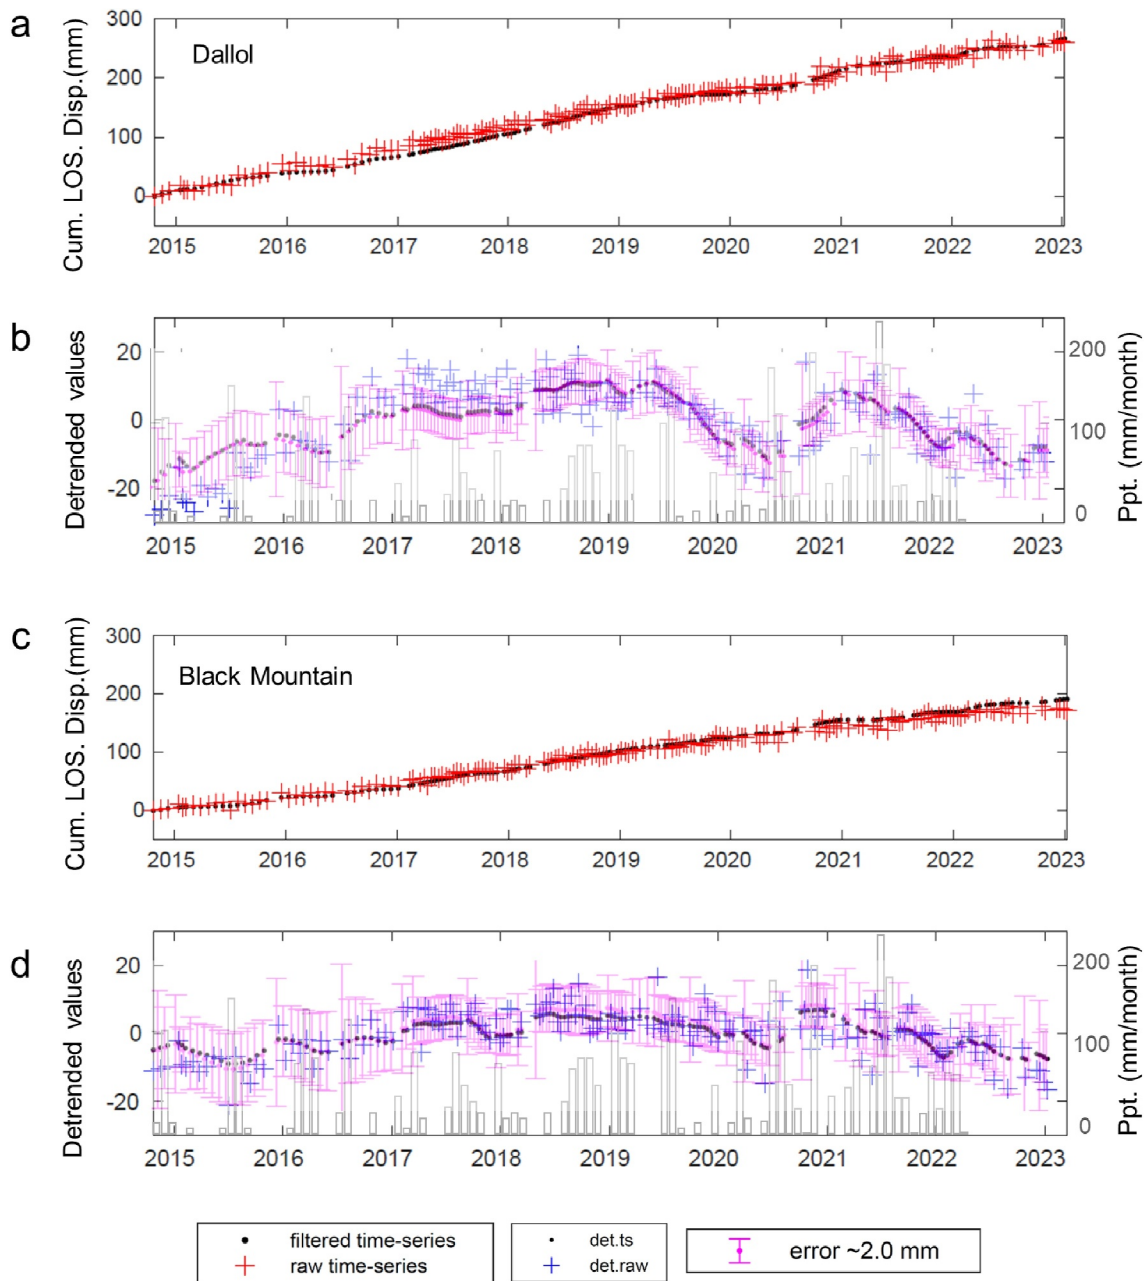 a
Cum. LOS. Disp.(mm)
300
200
100
0
Dallol
2015 2016 2017 2018 2019 2020 2021 2022 2023
b
Detrended values
20
0
-20
200
100
0
Ppt. (mm/month)
2015 2016 2017 2018 2019 2020 2021 2022 2023
c
Cum. LOS. Disp.(mm)
300
200
100
0
Black Mountain
2015 2016 2017 2018 2019 2020 2021 2022 2023
d
Detrended values
20
0
-20
200
100
0
Ppt. (mm/month)
2015 2016 2017 2018 2019 2020 2021 2022 2023
filtered time-series
raw time-series
det.ts
det.raw
error ~2.0 mm